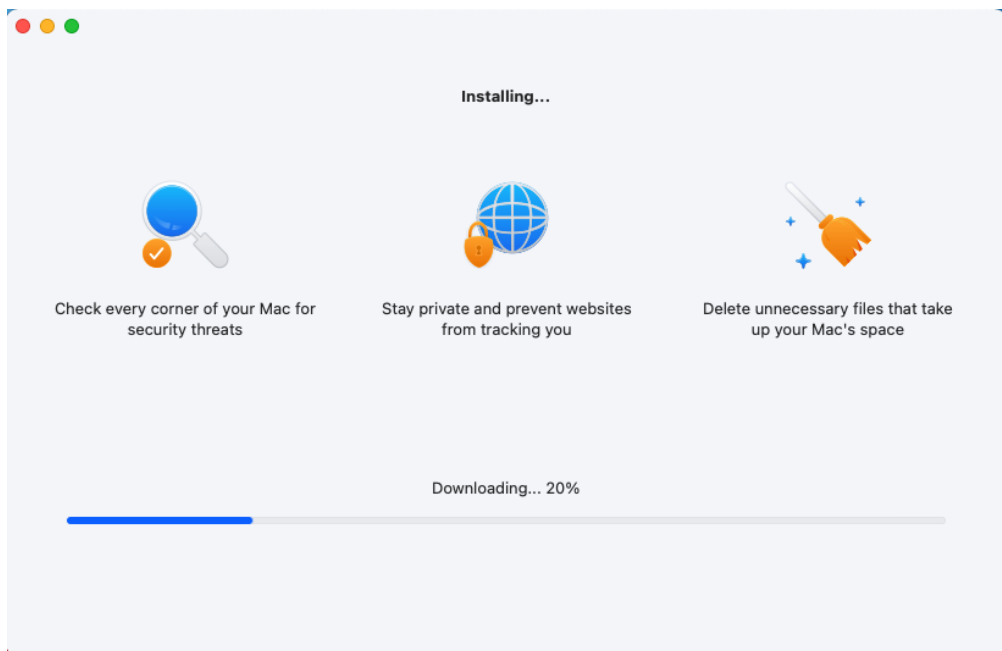 Installing...
Check every corner of your Mac for
security threats
Stay private and prevent websites
from tracking you
Delete unnecessary files that take
up your Mac's space
Downloading... 20%